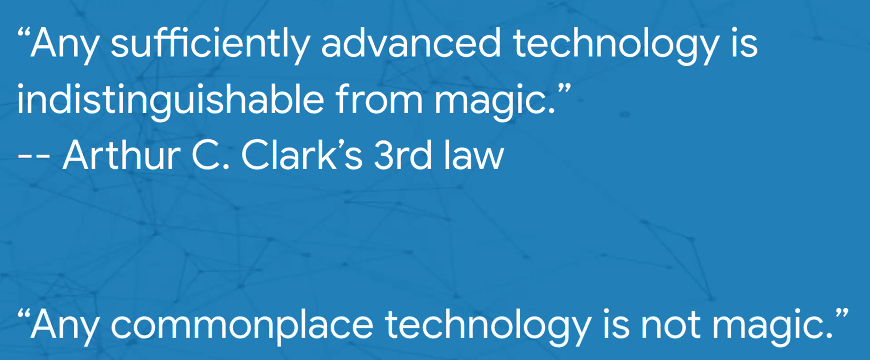 “Any sufficiently advanced technology is
indistinguishable from magic.”
-- Arthur C. Clark’s 3rd law
“Any commonplace technology is not magic.”